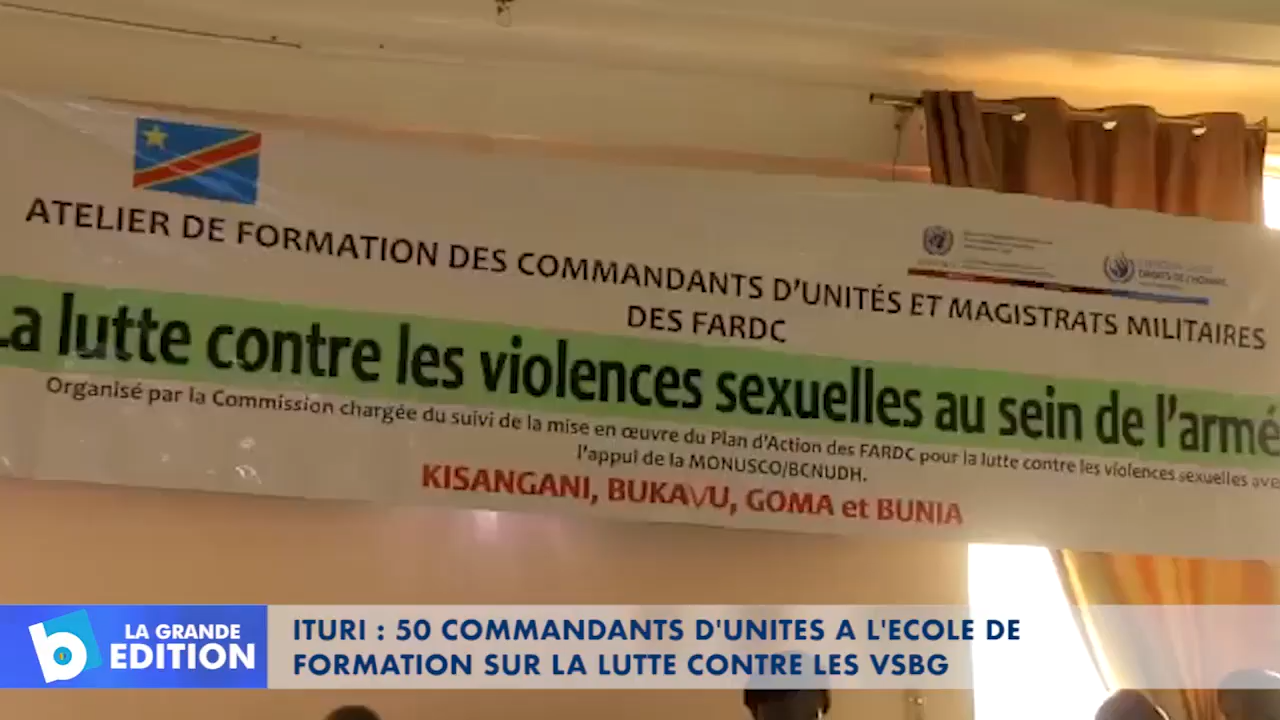 ATELIER DE FORMATION DES COMMANDANTS D'UNITÉS ET MAGISTRATS MILITAIRES
DES FARDC
La lutte contre les violences sexuelles au sein de l'armé
Organisé par la Commission chargée du suivi de la mise en œuvre du Plan d'Action des FARDC pour la lutte contre les violences sexuelles ave
l'appui de la MONUSCO/BCNUDH.
KISANGANI, BUKAVU, GOMA et BUNIA
DROITS DE L'HOMME
LA GRANDE
EDITION
ITURI : 50 COMMANDANTS D'UNITES A L'ECOLE DE
FORMATION SUR LA LUTTE CONTRE LES VSBG